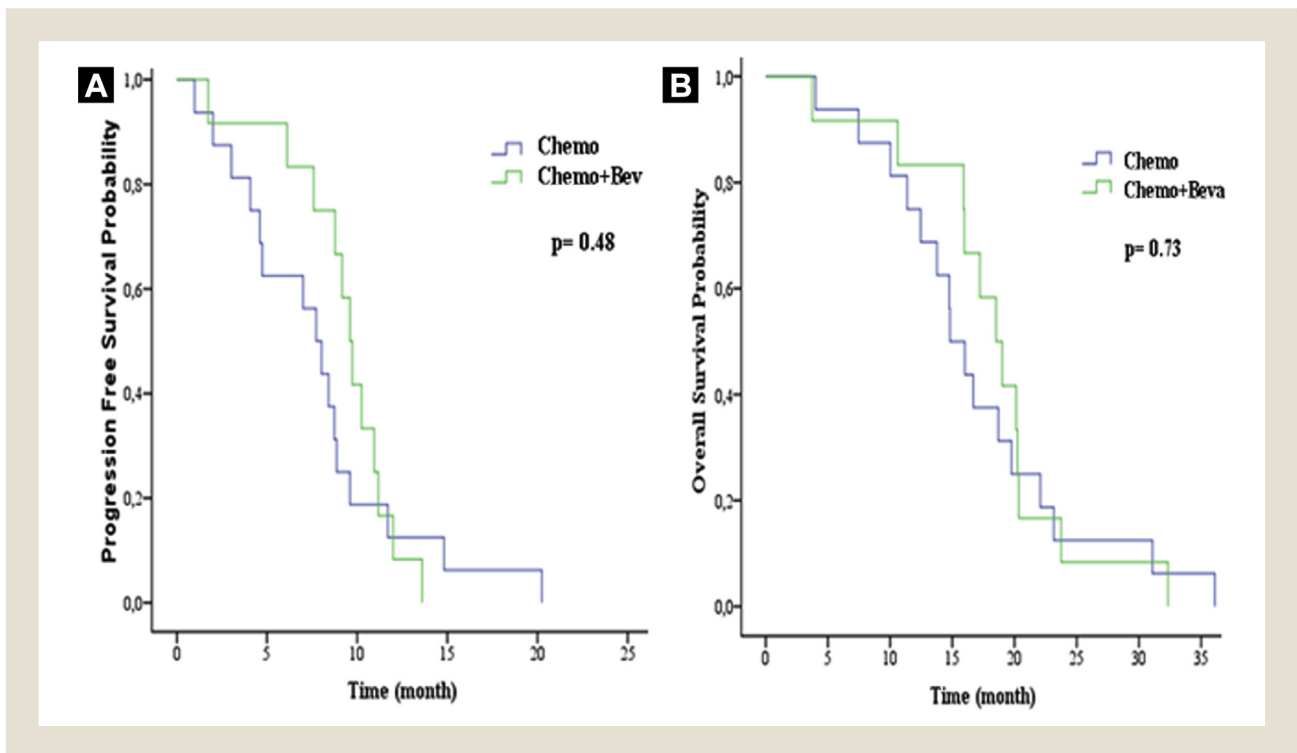 A
Progression Free Survival Probability
1,0
0,8
0,6
0,4
0,2
0,0
0 5 10 15 20 25
Time (month)
Chemo
Chemo+Bev
p= 0.48
B
Overall Survival Probability
1,0
0,8
0,6
0,4
0,2
0,0
0 5 10 15 20 25 30 35
Time (month)
Chemo
Chemo+Beva
p= 0.73